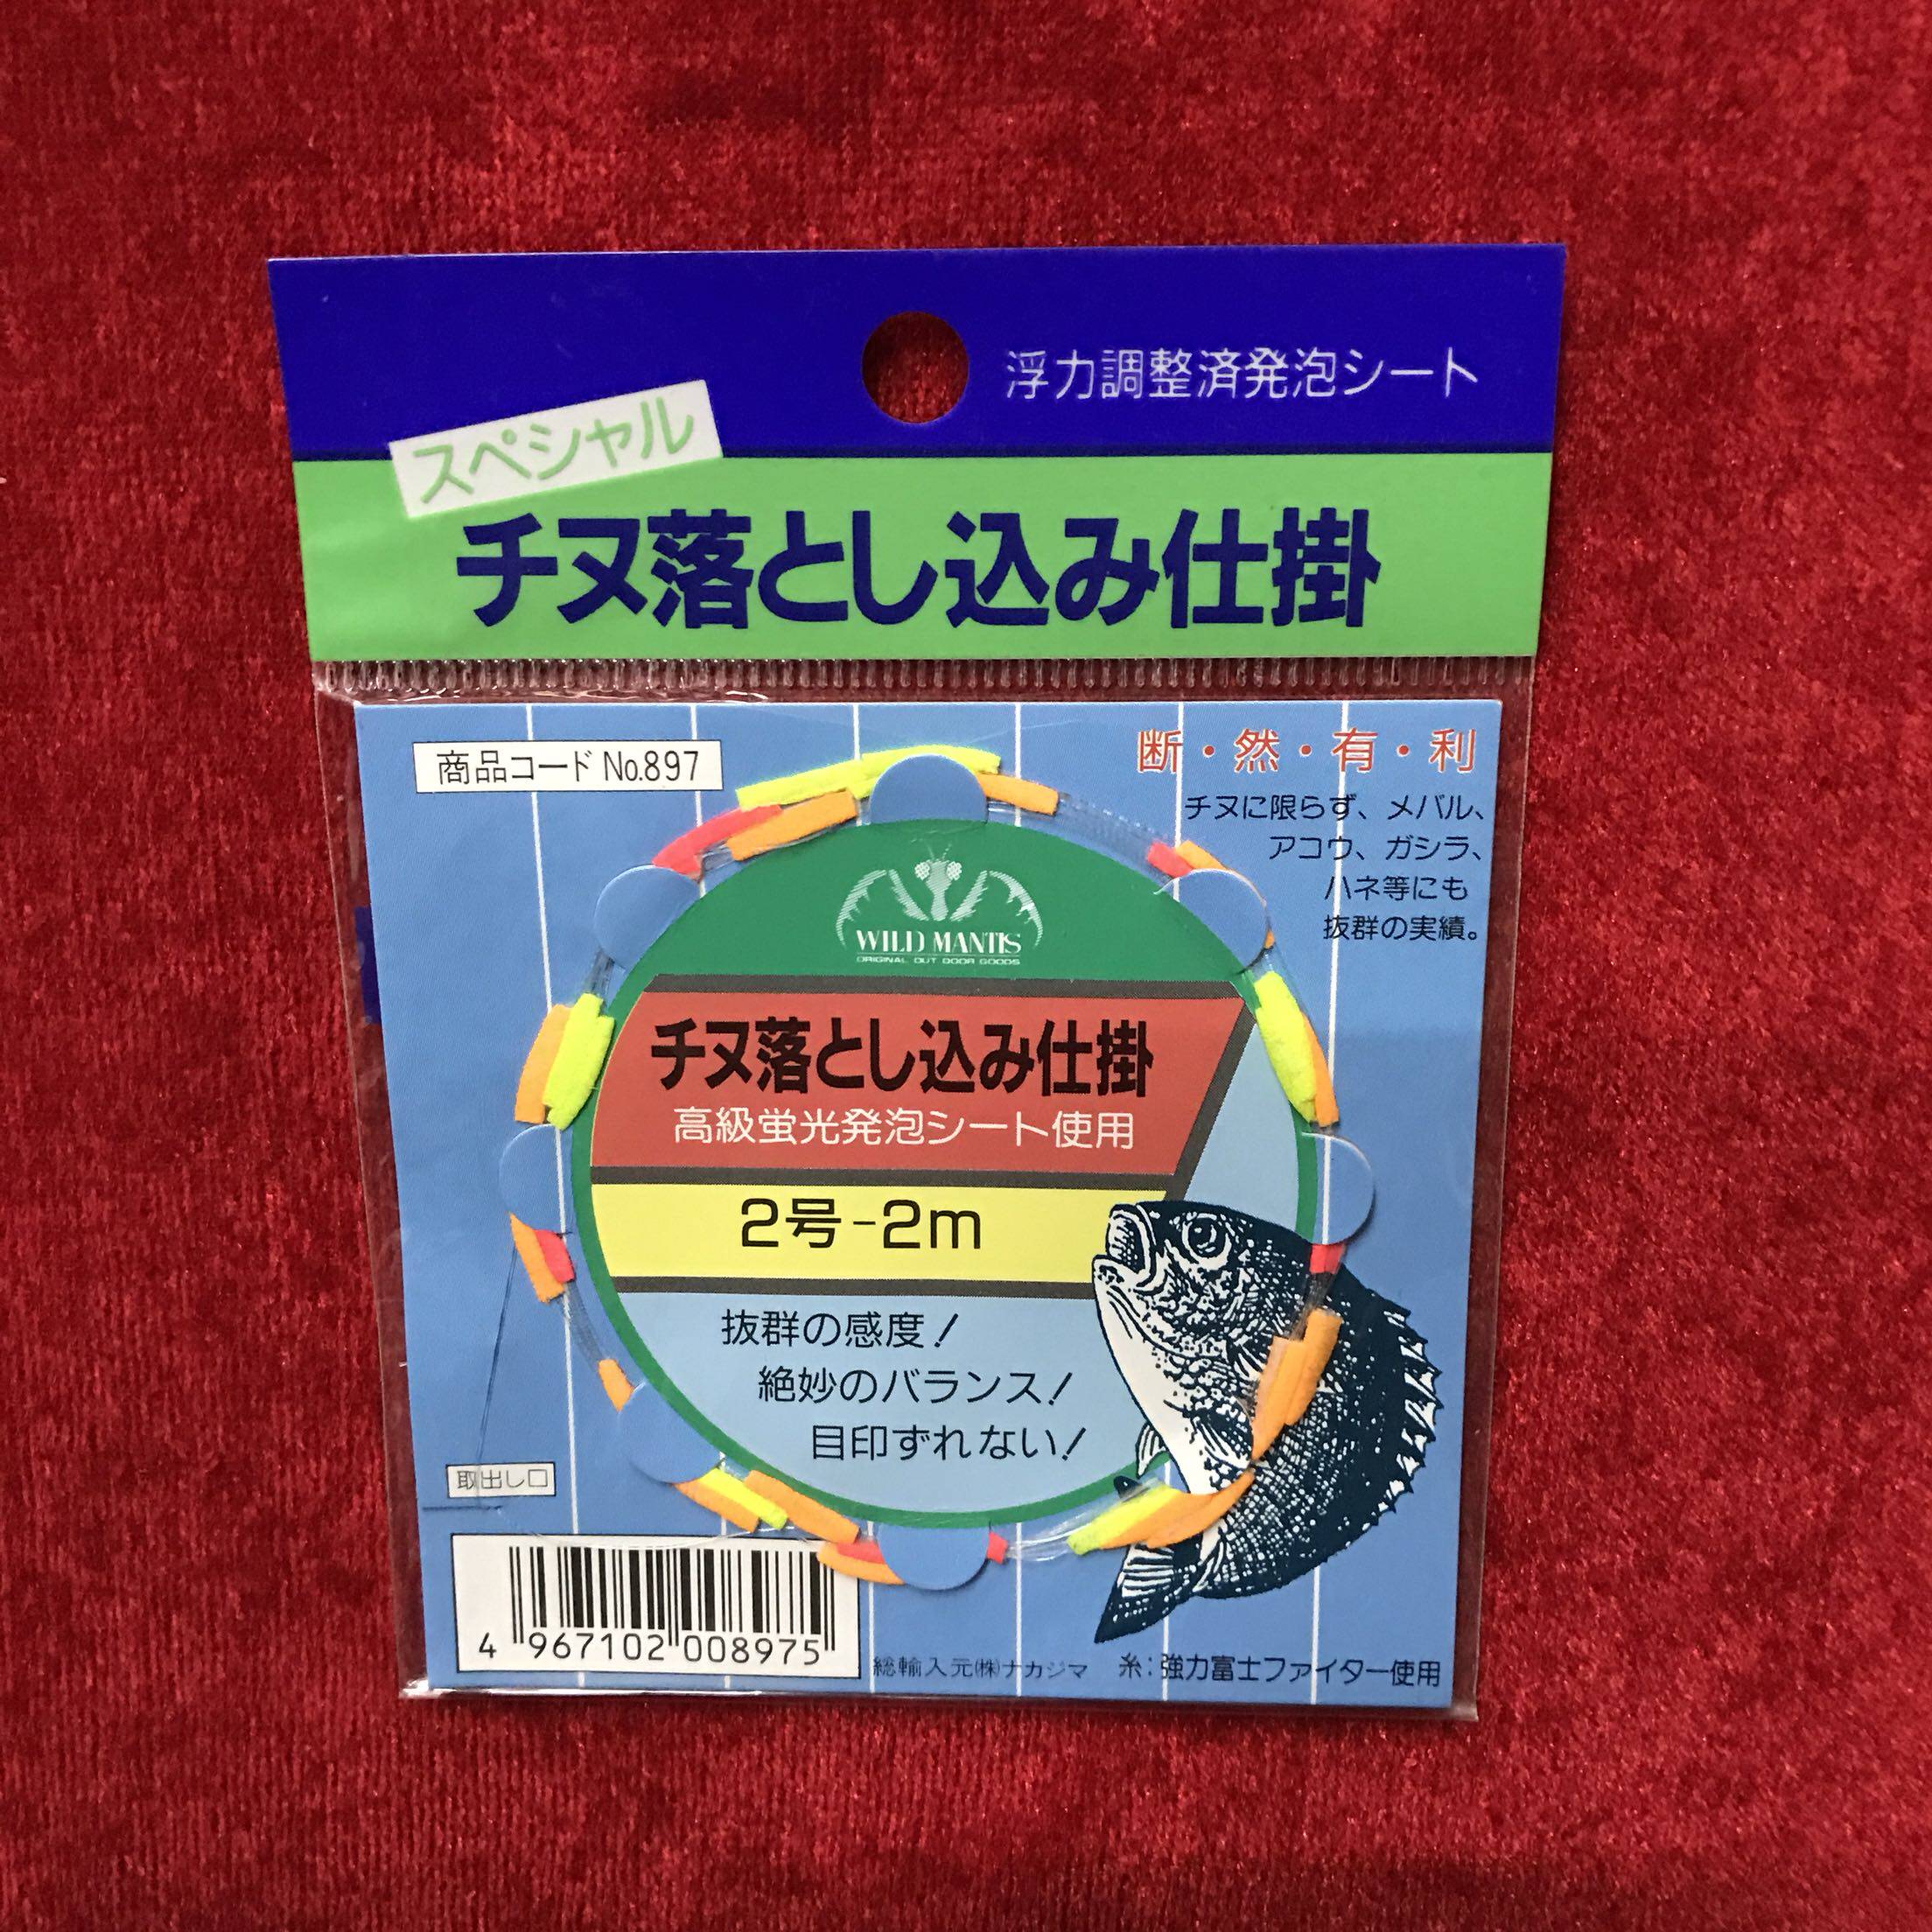 浮力調整済発泡シート
スペシャル
チヌ落とし込み仕掛
商品コード No.897
断・然・有・利
チヌに限らず、メバル、
アコウ、ガシラ、
ハネ等にも
抜群の実績。
WILD MANTIS
ORIGINAL OUT DOOR GOODS
チヌ落とし込み仕掛
高級蛍光発泡シート使用
2号-2m
抜群の感度!
絶妙のバランス!
目印ずれない!
取出し口
4 967102 008975
総輸入元㈱ナカジマ 糸:強力富士ファイター使用